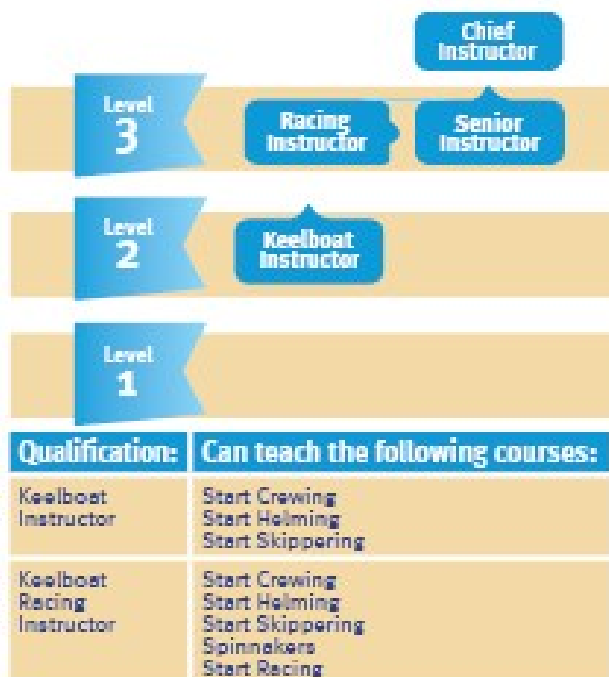 Chief
Instructor
Level
3
Racing
Instructor
Senior
Instructor
Level
2
Keelboat
Instructor
Level
1
Qualification:
Can teach the following courses:
Keelboat
Instructor
Start Crewing
Start Helming
Start Skippering
Keelboat
Racing
Instructor
Start Crewing
Start Helming
Start Skippering
Spinnakers
Start Racing